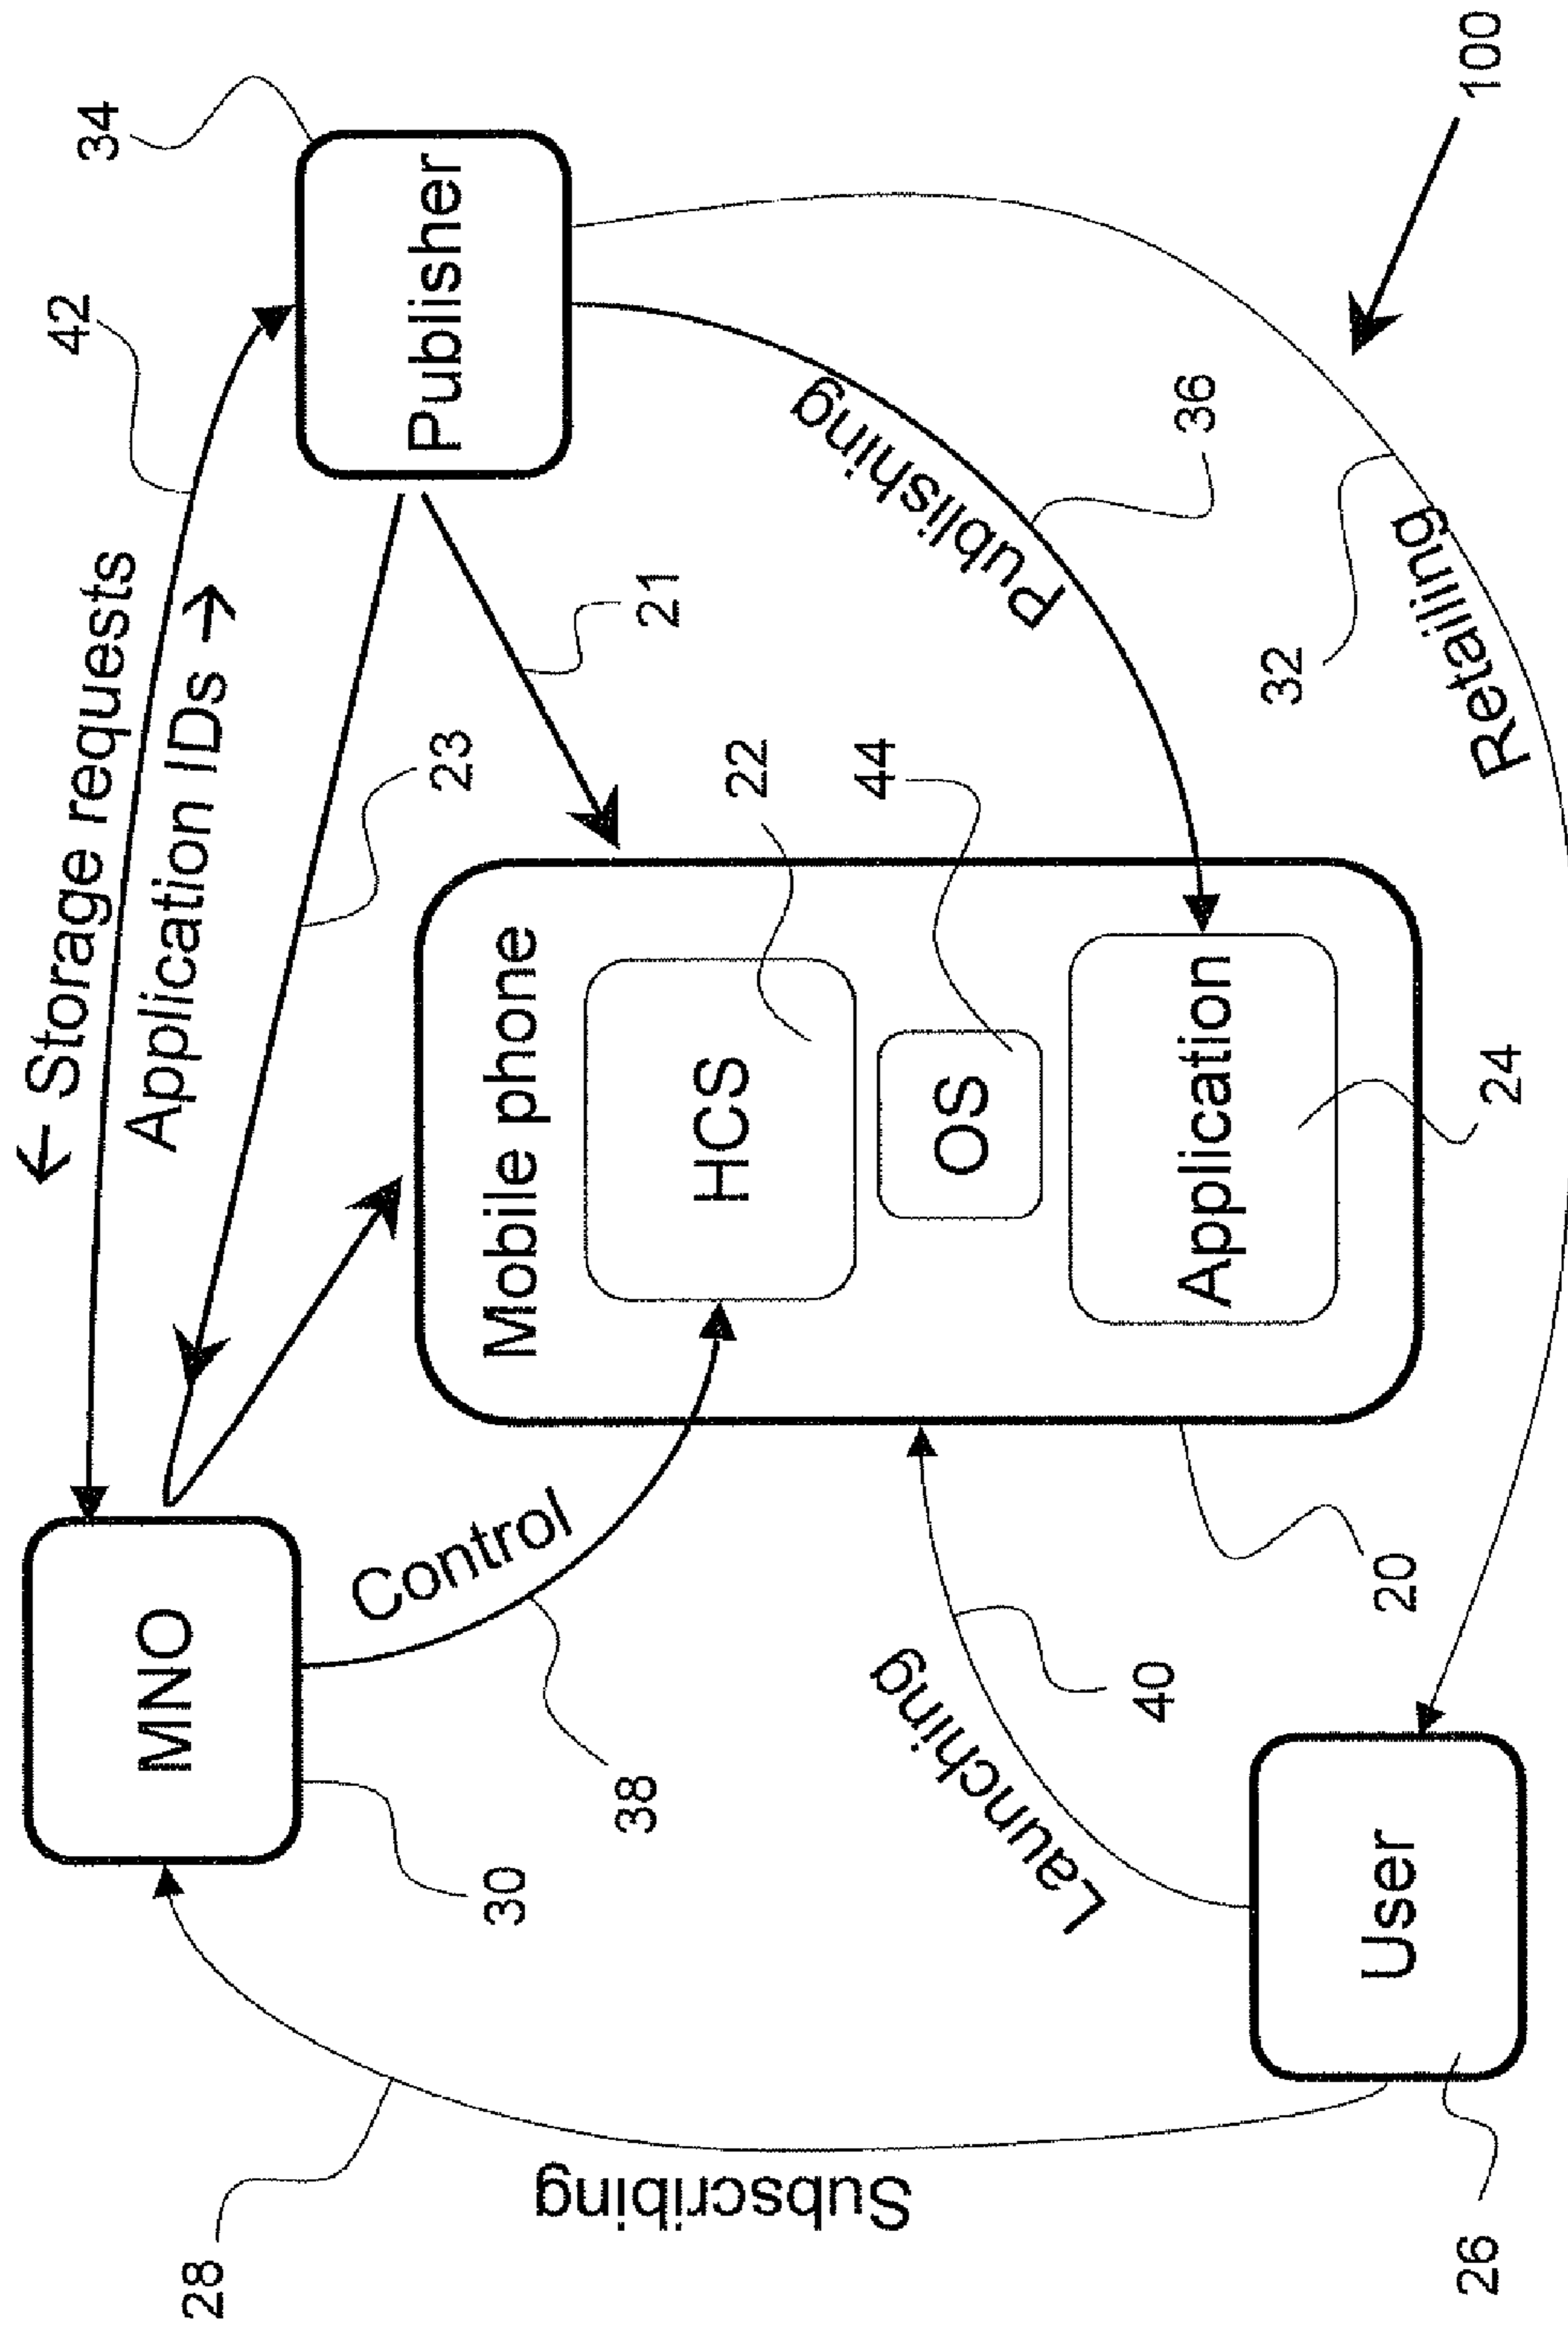 ← Storage requests
Application IDs →
42
34
MNO
Publisher
28
23
21
30
Control
38
Mobile phone
HCS
22
OS
44
Application
Publishing
36
Subscribing
Launching
40
24
20
32
Retailing
User
26
100